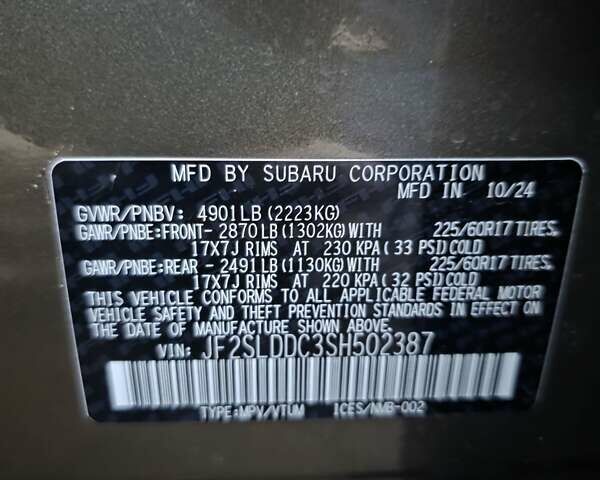 MFD BY SUBARU CORPORATION
MFD IN 10/24
GVWR/PNBV: 4901LB (2223KG)
GAWR/PNBE:FRONT- 2870LB (1302KG)WITH 225/60R17 TIRES,
17X7J RIMS AT 230 KPA (33 PSI)COLD
GAWR/PNBE:REAR - 2491LB (1130KG)WITH 225/60R17 TIRES,
17X7J RIMS AT 220 KPA (32 PSI)COLD
THIS VEHICLE CONFORMS TO ALL APPLICABLE FEDERAL MOTOR
VEHICLE SAFETY AND THEFT PREVENTION STANDARDS IN EFFECT ON
THE DATE OF MANUFACTURE SHOWN ABOVE.
VIN: JF2SLDDC3SH502387
TYPE:MPV/VTUM ICES/NMB-002